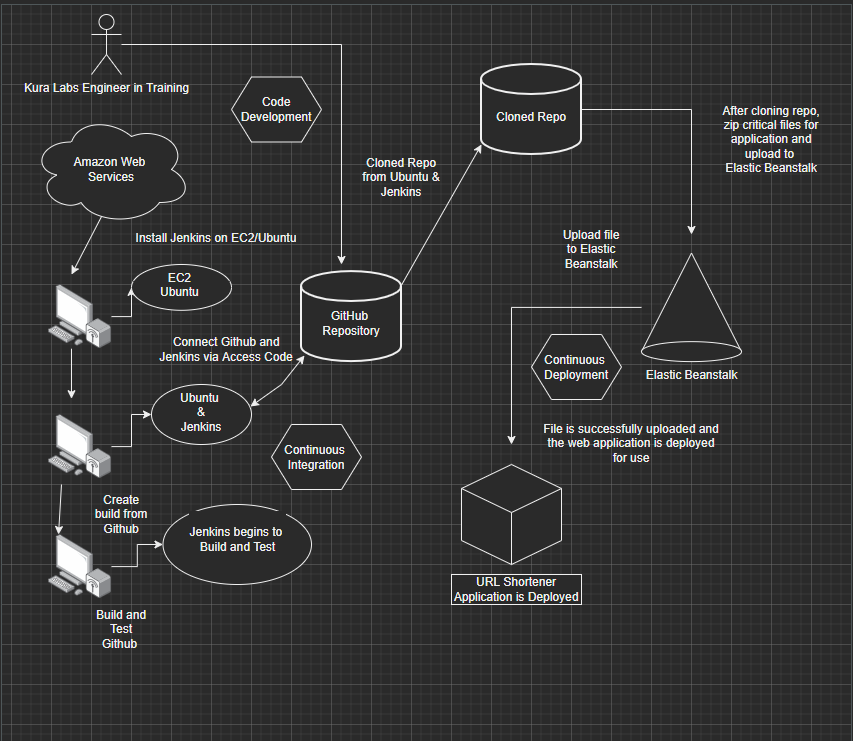 Kura Labs Engineer in Training
Code
Development
Amazon Web
Services
Install Jenkins on EC2/Ubuntu
EC2
Ubuntu
Connect Github and
Jenkins via Access Code
GitHub
Repository
Cloned Repo
from Ubuntu &
Jenkins
Cloned Repo
After cloning repo,
zip critical files for
application and
upload to
Elastic Beanstalk
Upload file
to Elastic
Beanstalk
Elastic Beanstalk
Continuous
Deployment
File is successfully uploaded and
the web application is deployed
for use
URL Shortener
Application is Deployed
Ubuntu
&
Jenkins
Continuous
Integration
Create
build from
Github
Jenkins begins to
Build and Test
Build and
Test
Github